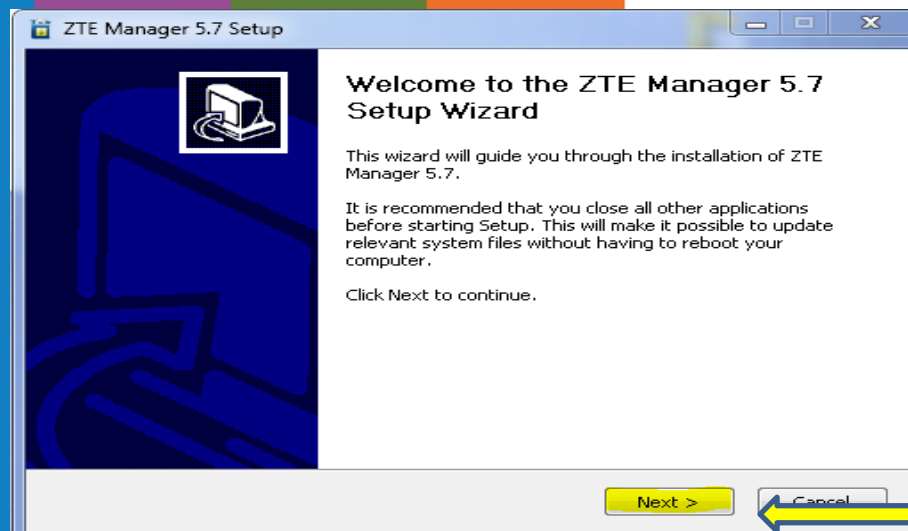 ZTE Manager 5.7 Setup
Welcome to the ZTE Manager 5.7
Setup Wizard
This wizard will guide you through the installation of ZTE
Manager 5.7.
It is recommended that you close all other applications
before starting Setup. This will make it possible to update
relevant system files without having to reboot your
computer.
Click Next to continue.
Next >
Cancel